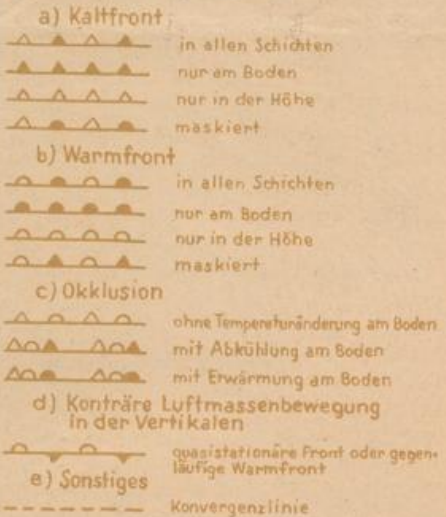 a) Kaltfront
in allen Schichten
nur am Boden
nur in der Höhe
maskiert
b) Warmfront
in allen Schichten
nur am Boden
nur in der Höhe
maskiert
c) Okklusion
ohne Temperaturänderung am Boden
mit Abkühlung am Boden
mit Erwärmung am Boden
d) Konträre Luftmassenbewegung
in der Vertikalen
quasistationäre Front oder gegen-
läufige Warmfront
e) Sonstiges
Konvergenzlinie